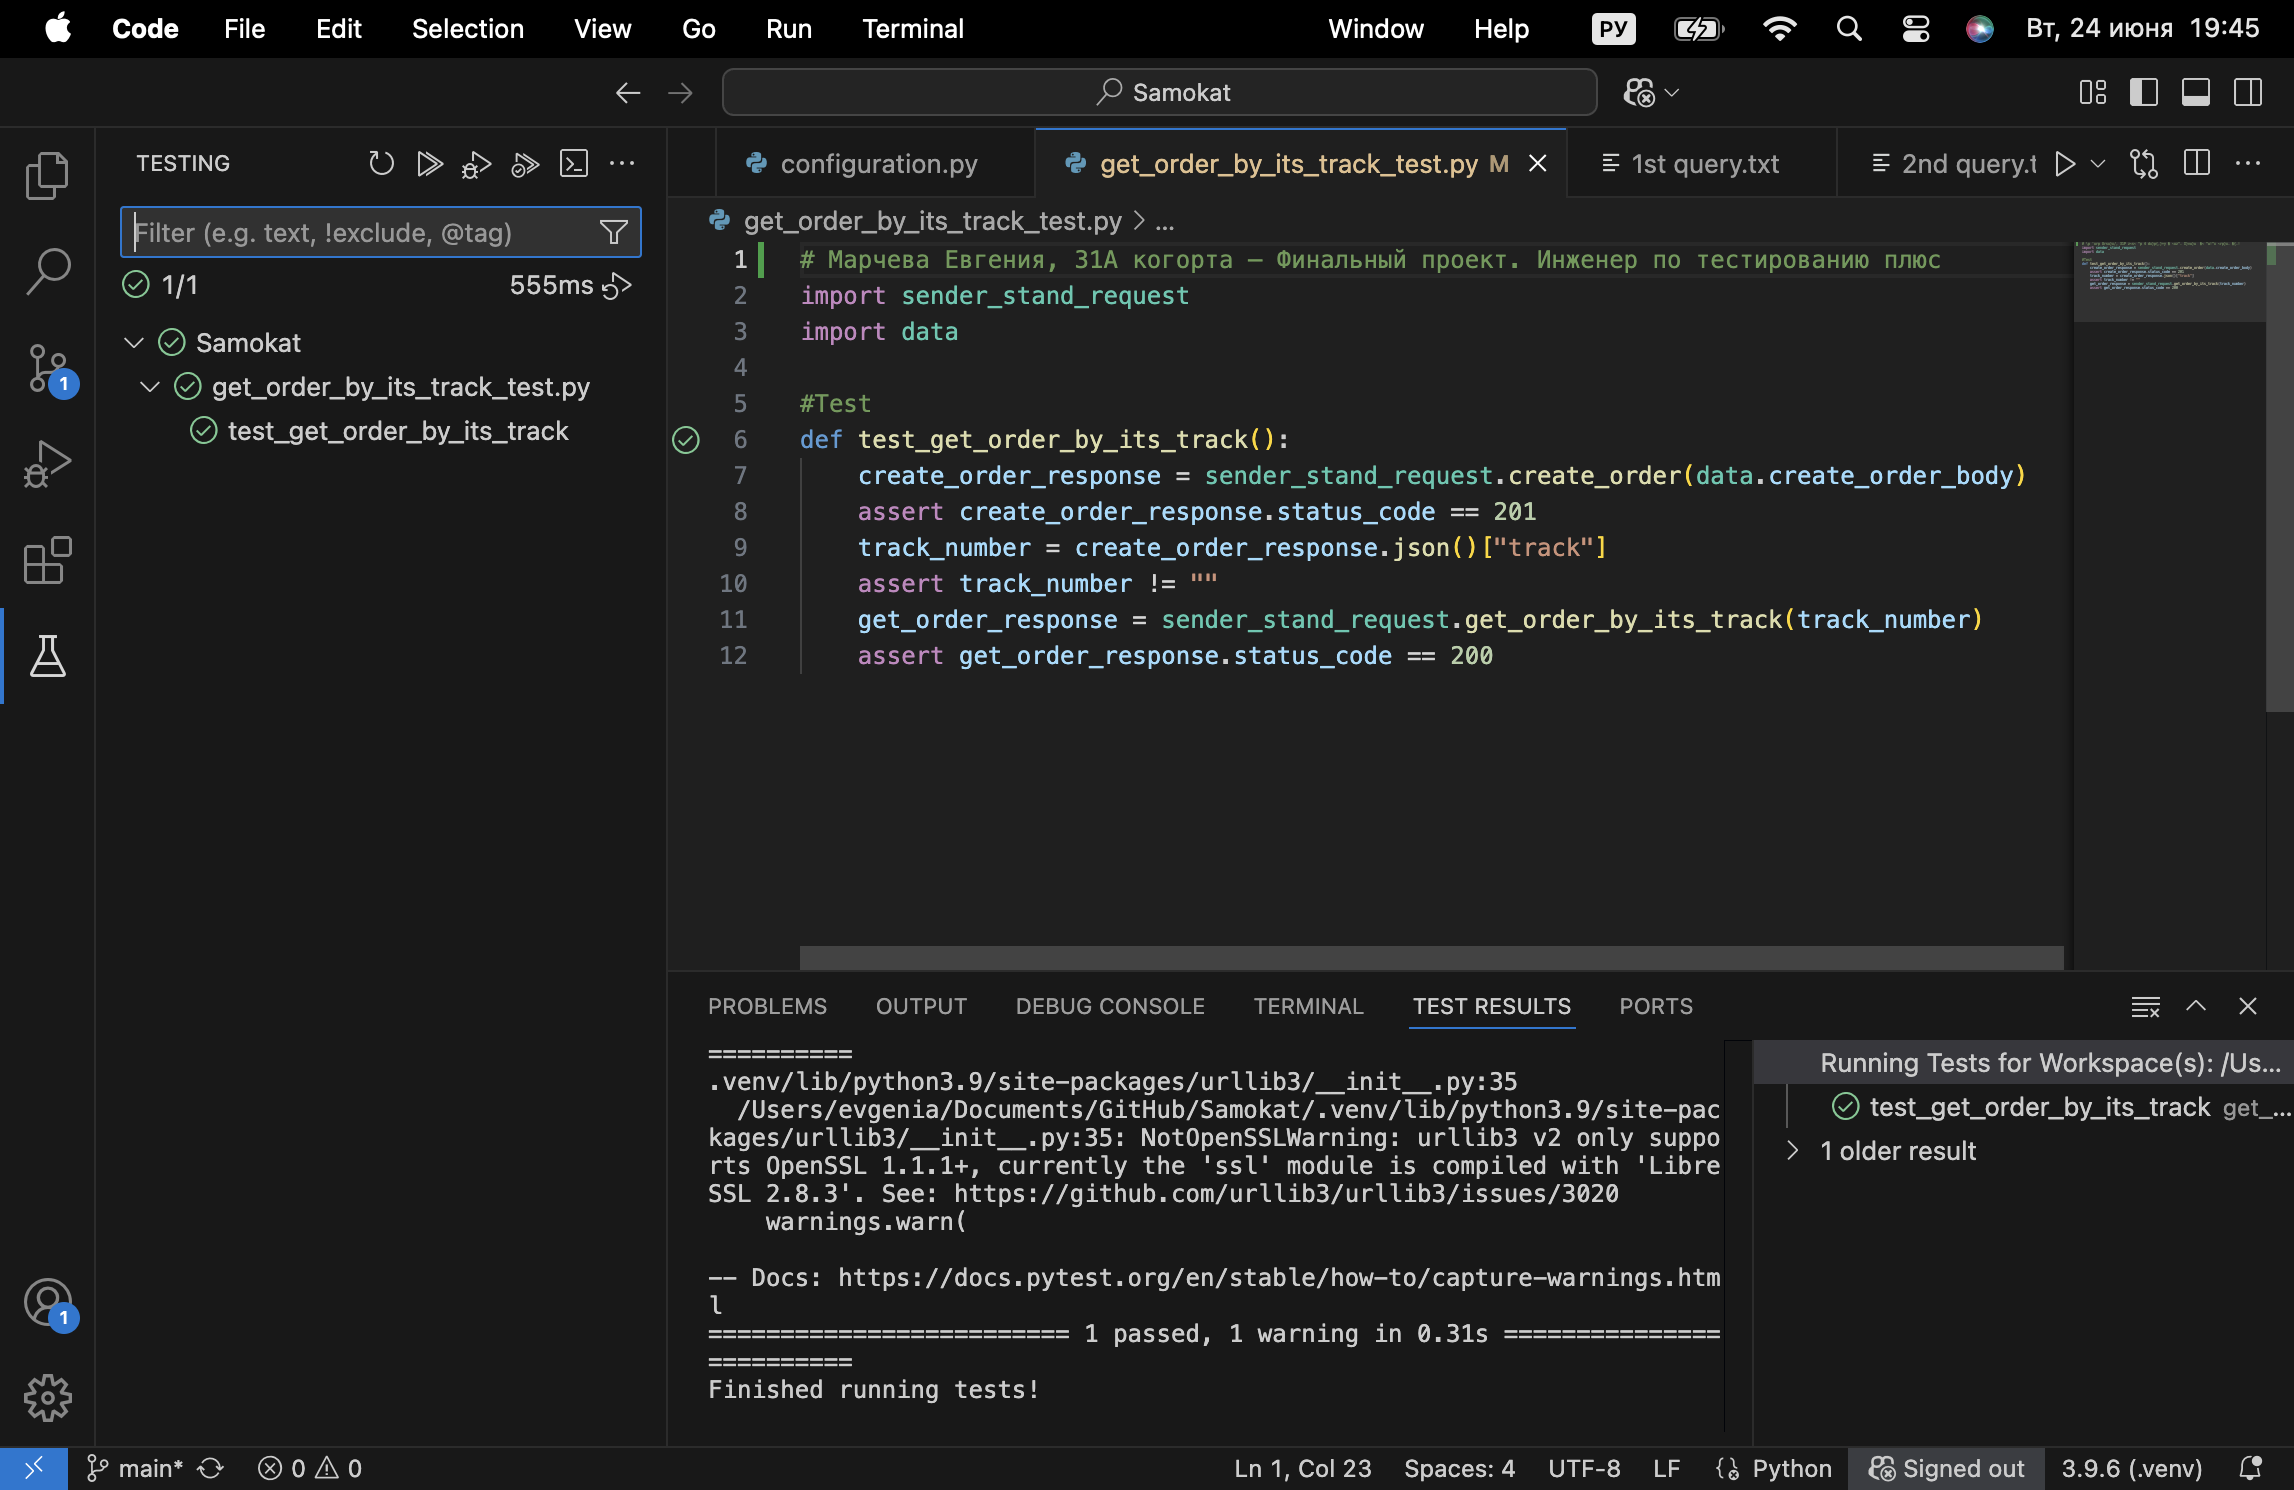 Code File Edit Selection View Go Run Terminal Window Help РУ Вт, 24 июня 19:45
Samokat
TESTING
Filter (e.g. text, !exclude, @tag)
1/1 555ms
Samokat
get_order_by_its_track_test.py
test_get_order_by_its_track
configuration.py get_order_by_its_track_test.py M 1st query.txt 2nd query.t
get_order_by_its_track_test.py > ...
1 # Марчева Евгения, 31А когорта — Финальный проект. Инженер по тестированию плюс
2 import sender_stand_request
3 import data
4
5 #Test
6 def test_get_order_by_its_track():
7 create_order_response = sender_stand_request.create_order(data.create_order_body)
8 assert create_order_response.status_code == 201
9 track_number = create_order_response.json()["track"]
10 assert track_number != ""
11 get_order_response = sender_stand_request.get_order_by_its_track(track_number)
12 assert get_order_response.status_code == 200
PROBLEMS OUTPUT DEBUG CONSOLE TERMINAL TEST RESULTS PORTS
==========
.venv/lib/python3.9/site-packages/urllib3/__init__.py:35
/Users/evgenia/Documents/GitHub/Samokat/.venv/lib/python3.9/site-pac
kages/urllib3/__init__.py:35: NotOpenSSLWarning: urllib3 v2 only suppo
rts OpenSSL 1.1.1+, currently the 'ssl' module is compiled with 'Libre
SSL 2.8.3'. See: https://github.com/urllib3/urllib3/issues/3020
warnings.warn(
-- Docs: https://docs.pytest.org/en/stable/how-to/capture-warnings.htm
l
========================= 1 passed, 1 warning in 0.31s ===============
==========
Finished running tests!
Running Tests for Workspace(s): /Us...
test_get_order_by_its_track get_...
1 older result
1
1
main* 0 0 Ln 1, Col 23 Spaces: 4 UTF-8 LF Python Signed out 3.9.6 (.venv)